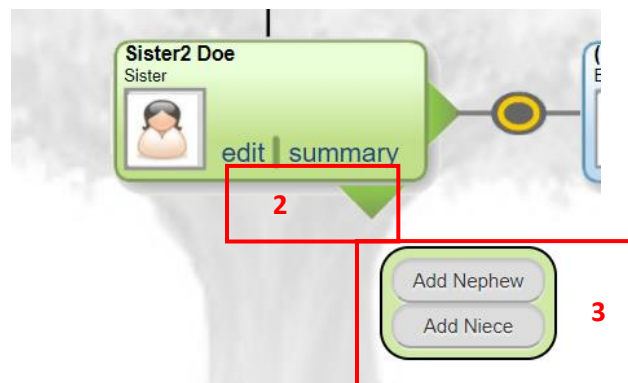 Sister2 Doe
Sister
edit | summary
2
Add Nephew
Add Niece
3